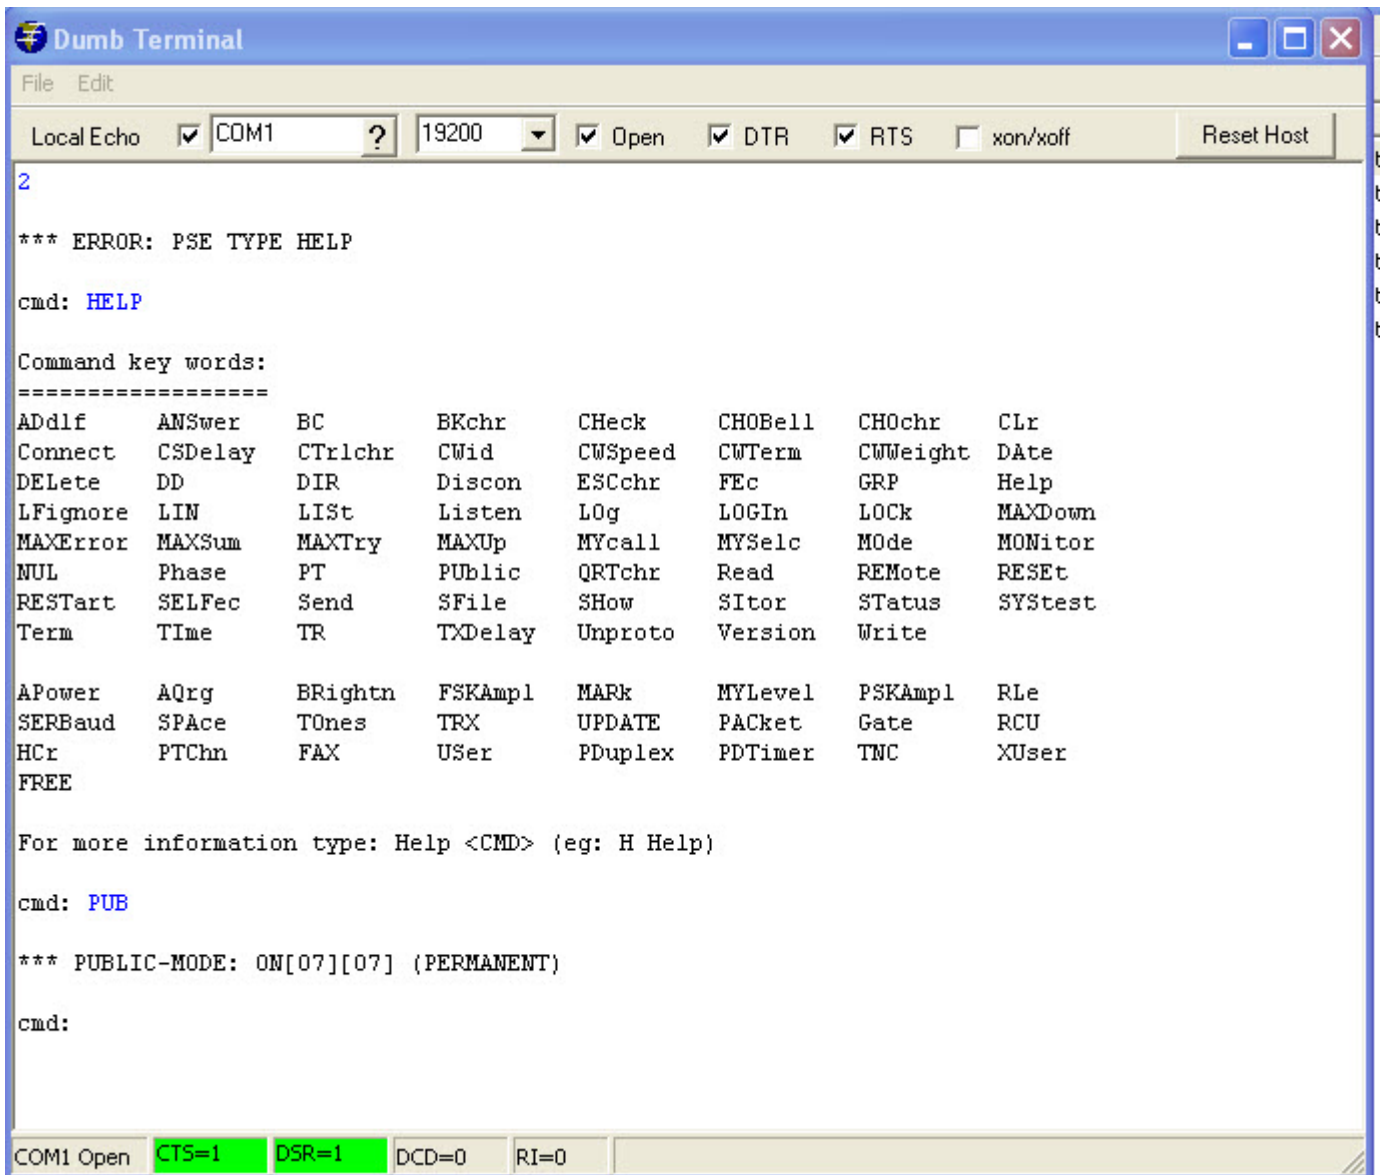 Dumb Terminal
File Edit
Local Echo COM1 ? 19200 Open DTR RTS xon/xoff Reset Host
2
*** ERROR: PSE TYPE HELP
cmd: HELP
Command key words:
==================
ADdlf ANSwer BC BKchr CHeck CHOBell CHOchr CLr
Connect CSDelay CTrlchr CWid CWSpeed CWTerm CWWeight DAte
DELete DD DIR Discon ESCchr FEc GRP Help
LFignore LIN LISt Listen LOg LOGIn LOCk MAXDown
MAXError MAXSum MAXTry MAXUp MYcall MYSelc MOde MONitor
NUL Phase PT PUblic QRTchr Read REMote RESEt
RESTart SELFec Send SFile SHow SItor STatus SYStest
Term TIme TR TXDelay Unproto Version Write
APower AQrg BRightn FSKAmpl MARk MYLevel PSKAmpl RLe
SERBaud SPAce TOnes TRX UPDATE PACket Gate RCU
HCr PTChn FAX USer PDuplex PDTimer TNC XUser
FREE
For more information type: Help <CMD> (eg: H Help)
cmd: PUB
*** PUBLIC-MODE: ON[07][07] (PERMANENT)
cmd:
COM1 Open CTS=1 DSR=1 DCD=0 RI=0